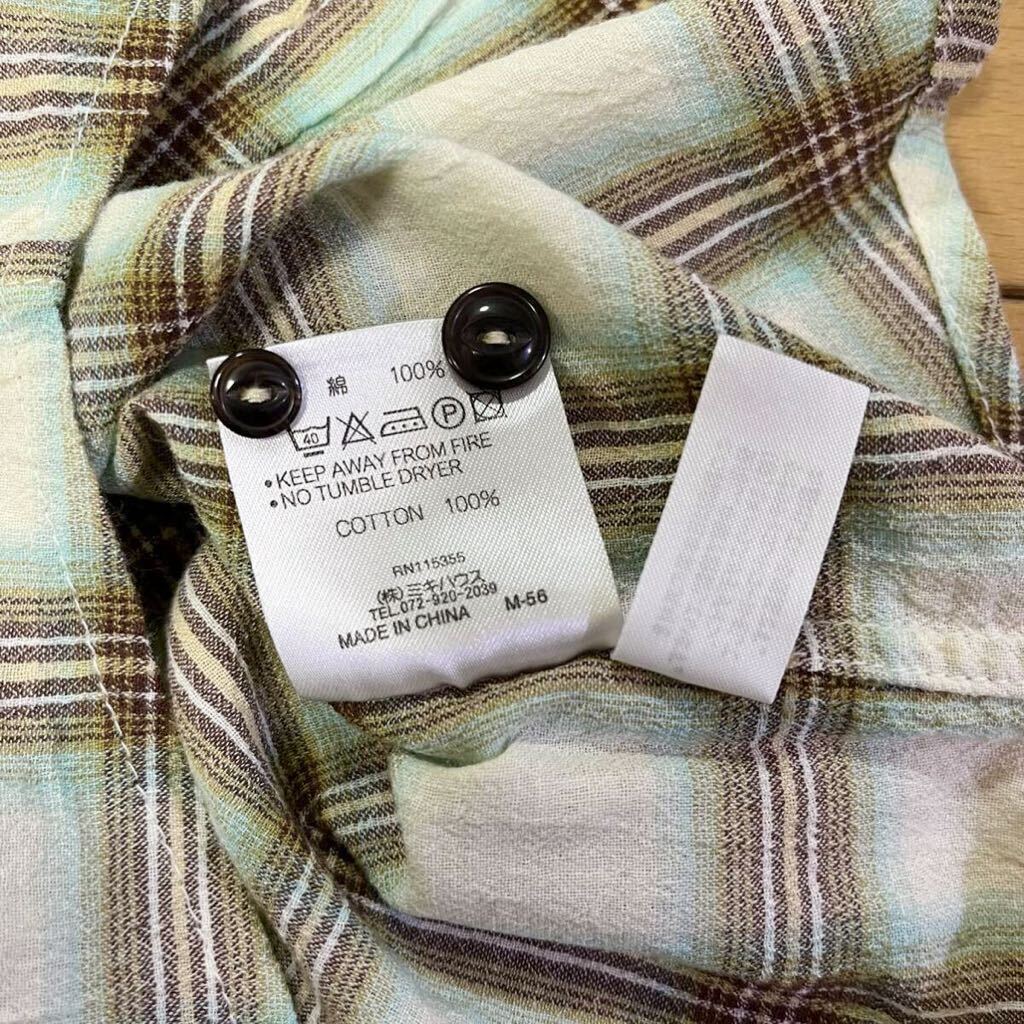 綿 100%
40 P
•KEEP AWAY FROM FIRE
•NO TUMBLE DRYER
COTTON 100%
RN115355
(株)ミキハウス
TEL.072-920-2039
MADE IN CHINA M-56